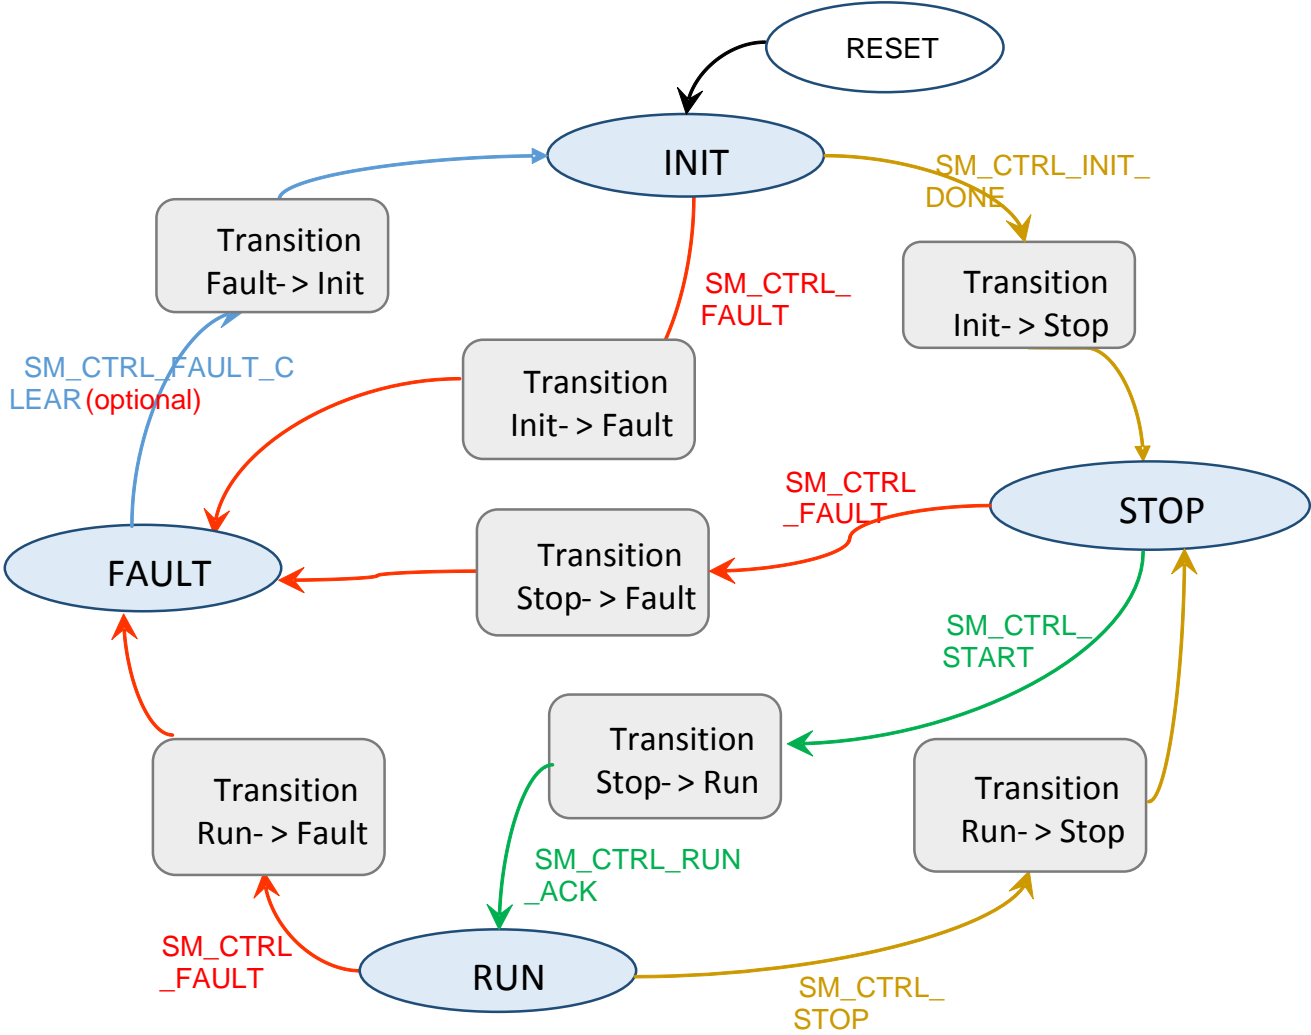 RESET
INIT
SM_CTRL_INIT_
DONE
Transition
Fault- > Init
Transition
Init- > Stop
SM_CTRL_
FAULT
SM_CTRL_FAULT_C
LEAR (optional)
Transition
Init- > Fault
SM_CTRL
_FAULT
STOP
Transition
Stop- > Fault
FAULT
SM_CTRL_
START
Transition
Stop- > Run
Transition
Run- > Fault
Transition
Run- > Stop
SM_CTRL_RUN
_ACK
SM_CTRL
_FAULT
RUN
SM_CTRL_
STOP